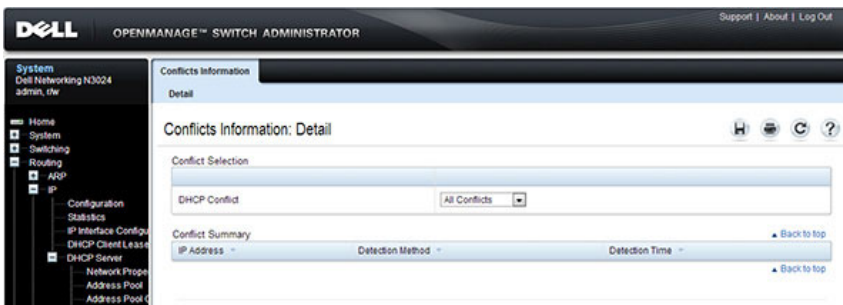 Support | About | Log Out
DELL
OPENMANAGE™ SWITCH ADMINISTRATOR
System
Dell Networking N3024
admin, r/w
Home
System
Switching
Routing
ARP
IP
Configuration
Statistics
IP Interface Configu
DHCP Client Lease
DHCP Server
Network Prope
Address Pool
Address Pool
Conflicts Information
Detail
Conflicts Information: Detail
Conflict Selection
DHCP Conflict
All Conflicts
Conflict Summary
Back to top
IP Address
Detection Method
Detection Time
Back to top